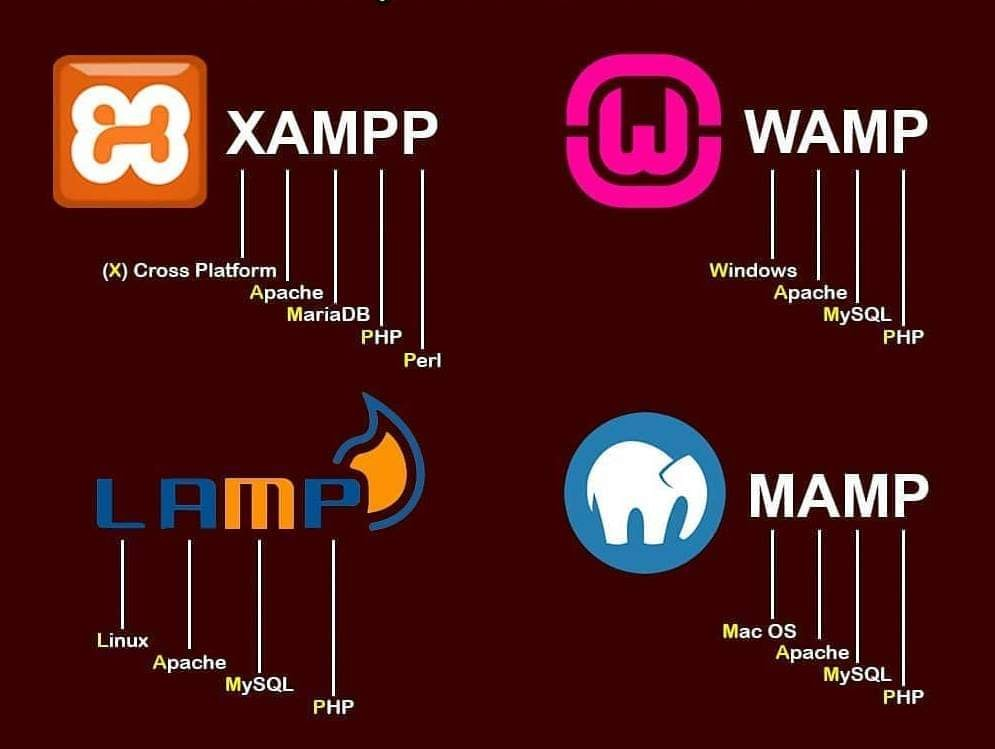 XAMPP
(X) Cross Platform
Apache
MariaDB
PHP
Perl
WAMP
Windows
Apache
MySQL
PHP
LAMP
Linux
Apache
MySQL
PHP
MAMP
Mac OS
Apache
MySQL
PHP